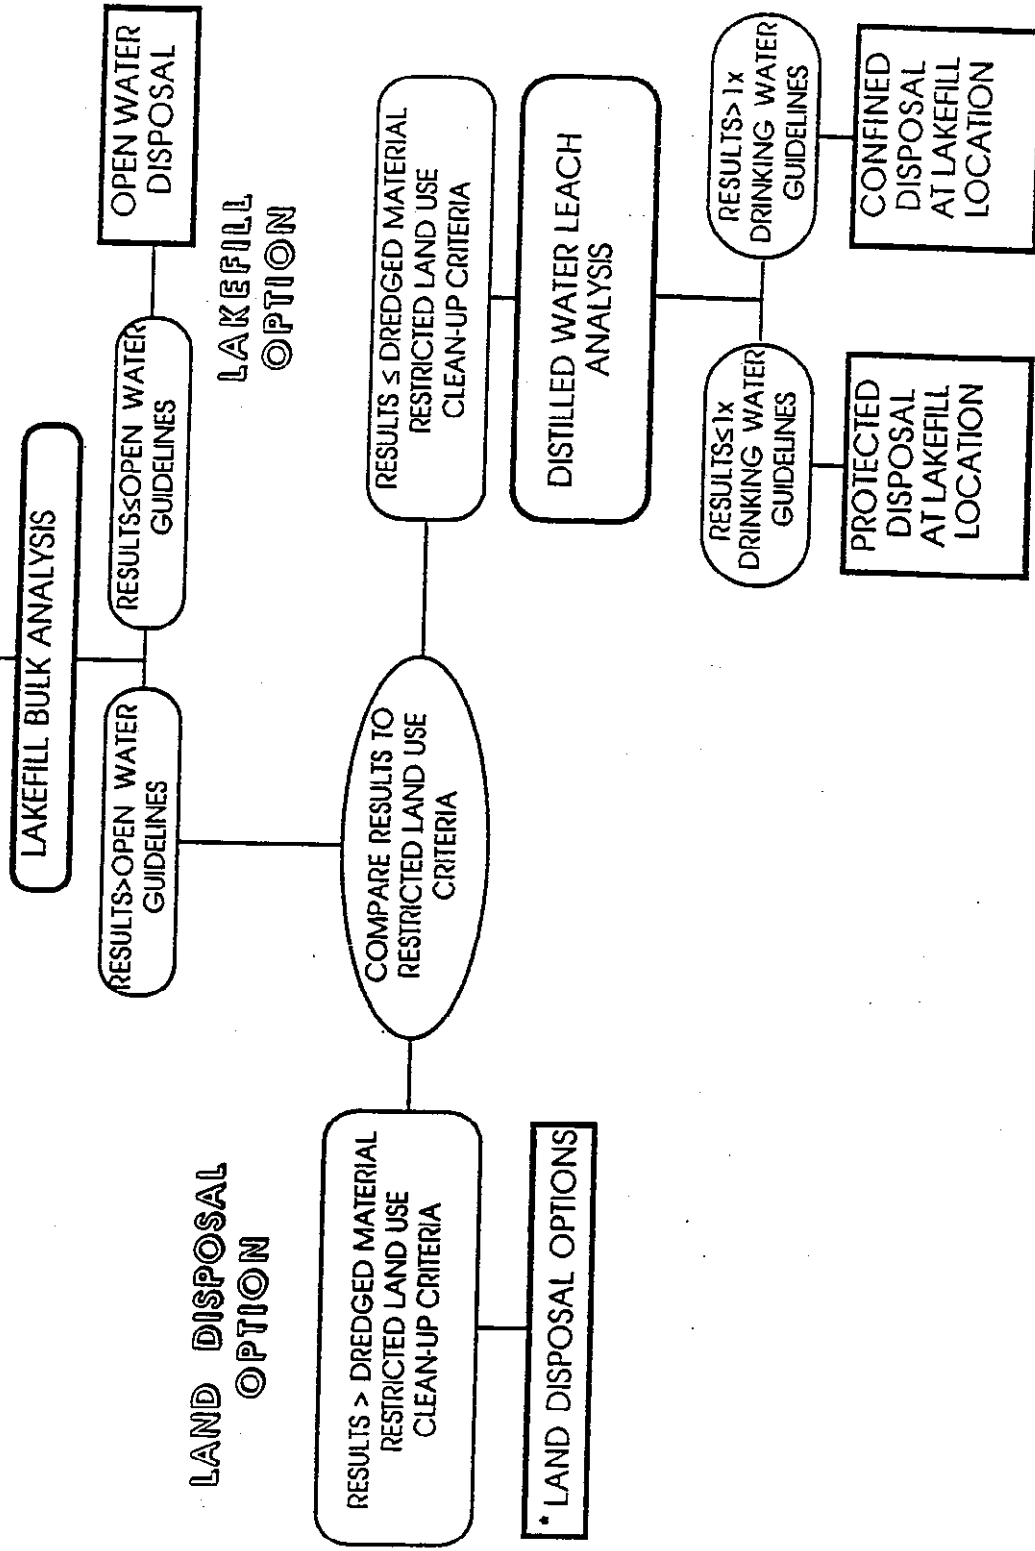 LAKEFILL BULK ANALYSIS
RESULTS>OPEN WATER
GUIDELINES
RESULTS≤OPEN WATER
GUIDELINES
OPEN WATER
DISPOSAL
LAND DISPOSAL
OPTION
LAKEFILL
OPTION
COMPARE RESULTS TO
RESTRICTED LAND USE
CRITERIA
RESULTS > DREDGED MATERIAL
RESTRICTED LAND USE
CLEAN-UP CRITERIA
RESULTS ≤ DREDGED MATERIAL
RESTRICTED LAND USE
CLEAN-UP CRITERIA
* LAND DISPOSAL OPTIONS
DISTILLED WATER LEACH
ANALYSIS
RESULTS≤1x
DRINKING WATER
GUIDELINES
RESULTS>1x
DRINKING WATER
GUIDELINES
PROTECTED
DISPOSAL
AT LAKEFILL
LOCATION
CONFINED
DISPOSAL
AT LAKEFILL
LOCATION